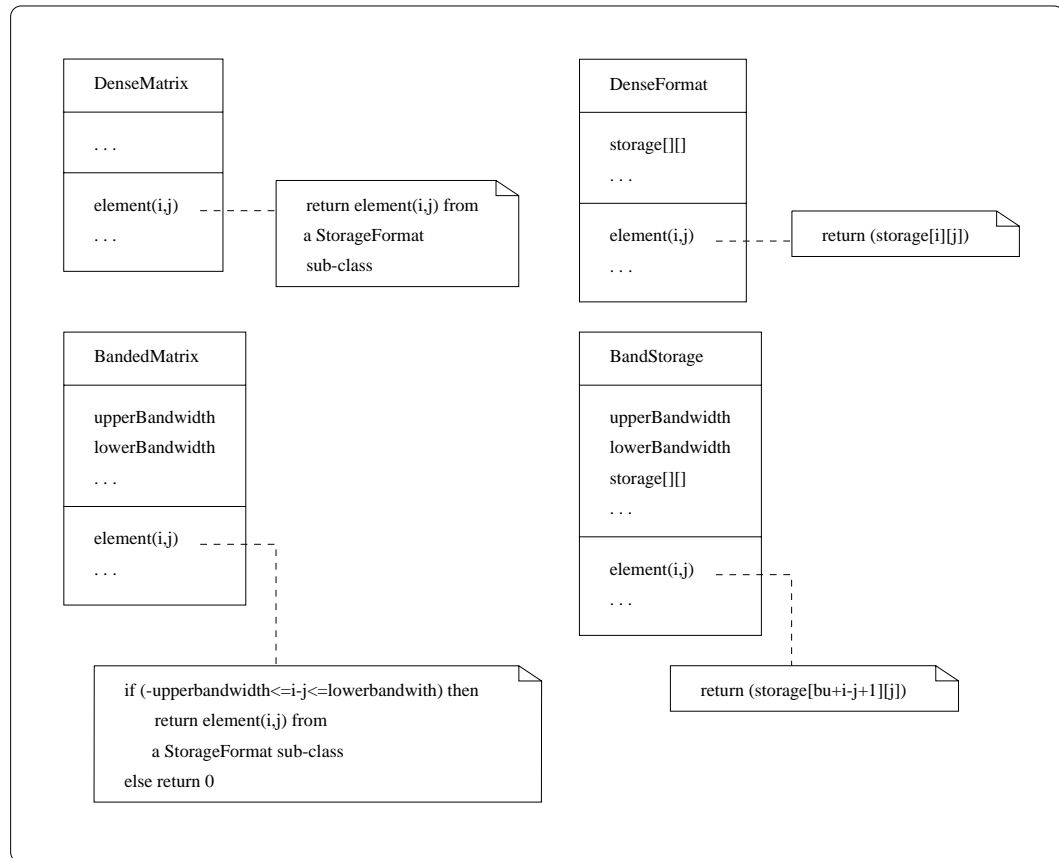 DenseMatrix
. . .
element(i,j)
. . .
return element(i,j) from
a StorageFormat
sub-class
DenseFormat
storage[][]
. . .
element(i,j)
. . .
return (storage[i][j])
BandedMatrix
upperBandwidth
lowerBandwidth
. . .
element(i,j)
. . .
if (-upperbandwidth<=i-j<=lowerbandwith) then
return element(i,j) from
a StorageFormat sub-class
else return 0
BandStorage
upperBandwidth
lowerBandwidth
storage[][]
. . .
element(i,j)
. . .
return (storage[bu+i-j+1][j])